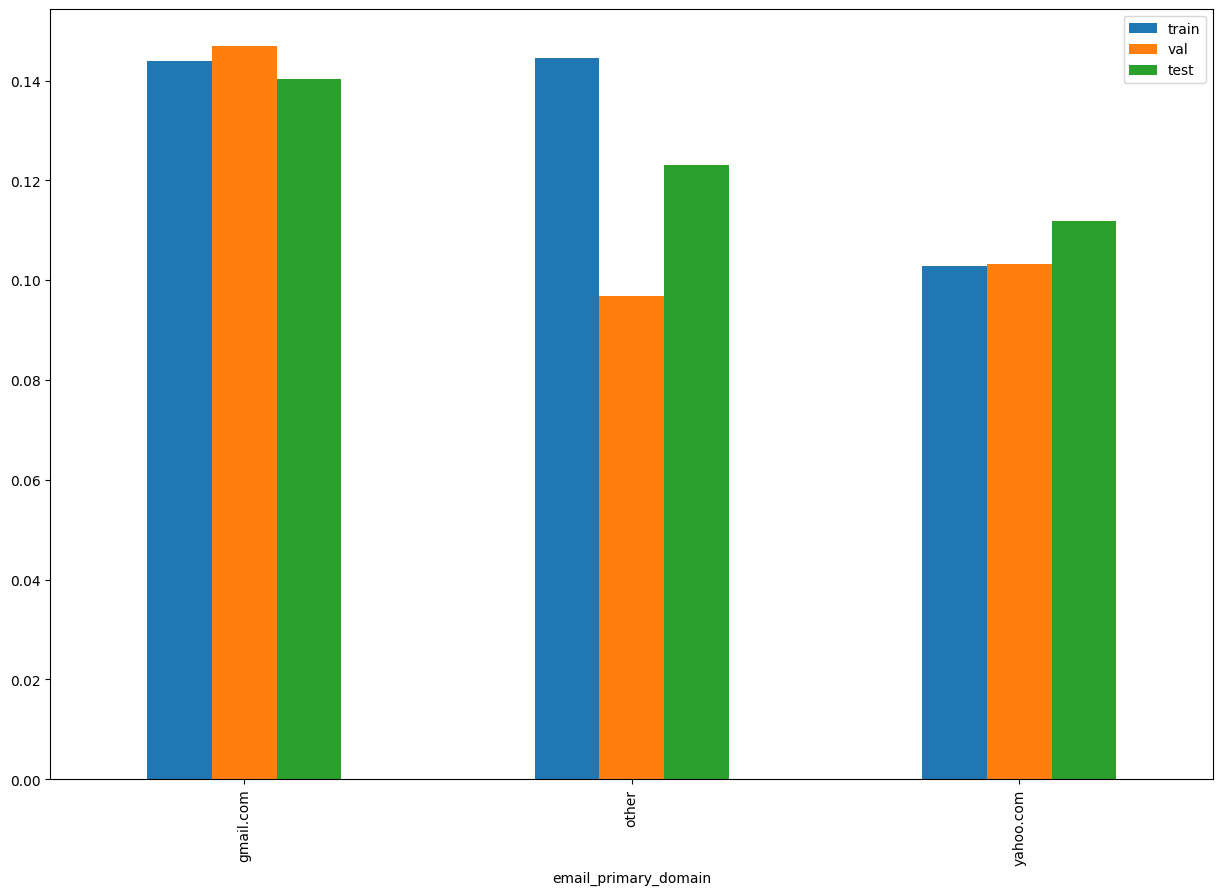 train
val
test
0.14
0.12
0.10
0.08
0.06
0.04
0.02
0.00
gmail.com
other
yahoo.com
email_primary_domain